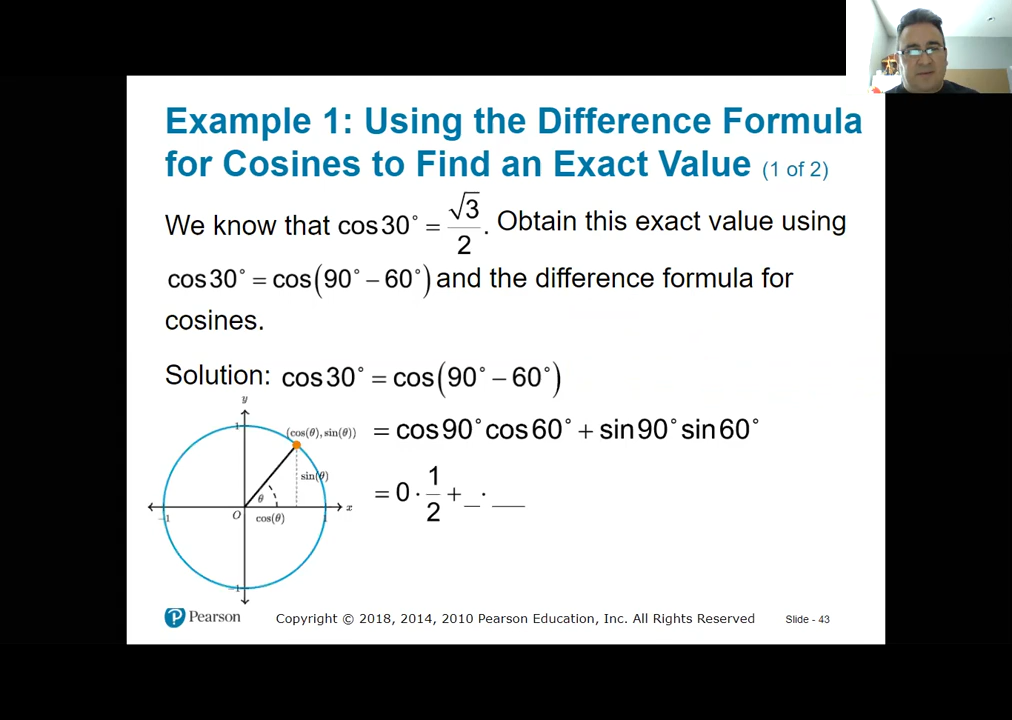 Example 1: Using the Difference Formula
for Cosines to Find an Exact Value (1 of 2)
We know that cos 30° = √3/2. Obtain this exact value using
cos 30° = cos(90° − 60°) and the difference formula for
cosines.
Solution: cos 30° = cos(90° − 60°)
= cos 90° cos 60° + sin 90° sin 60°
= 0 · 1/2 + _ · __
y
1
(cos(θ), sin(θ))
sin(θ)
θ
−1
O
cos(θ)
1
x
−1
Pearson
Copyright © 2018, 2014, 2010 Pearson Education, Inc. All Rights Reserved
Slide - 43